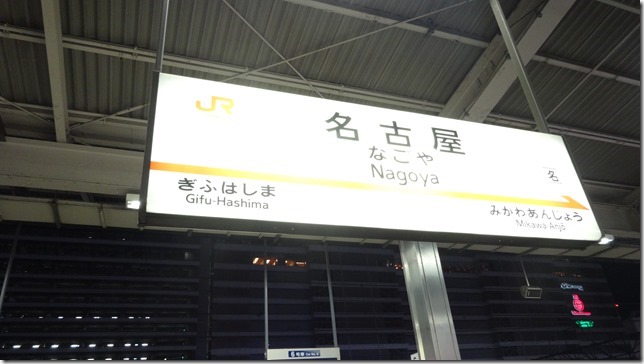 JR
名古屋
なごや
Nagoya
名
ぎふはしま
Gifu-Hashima
みかわあんじょう
Mikawa-Anjō
6